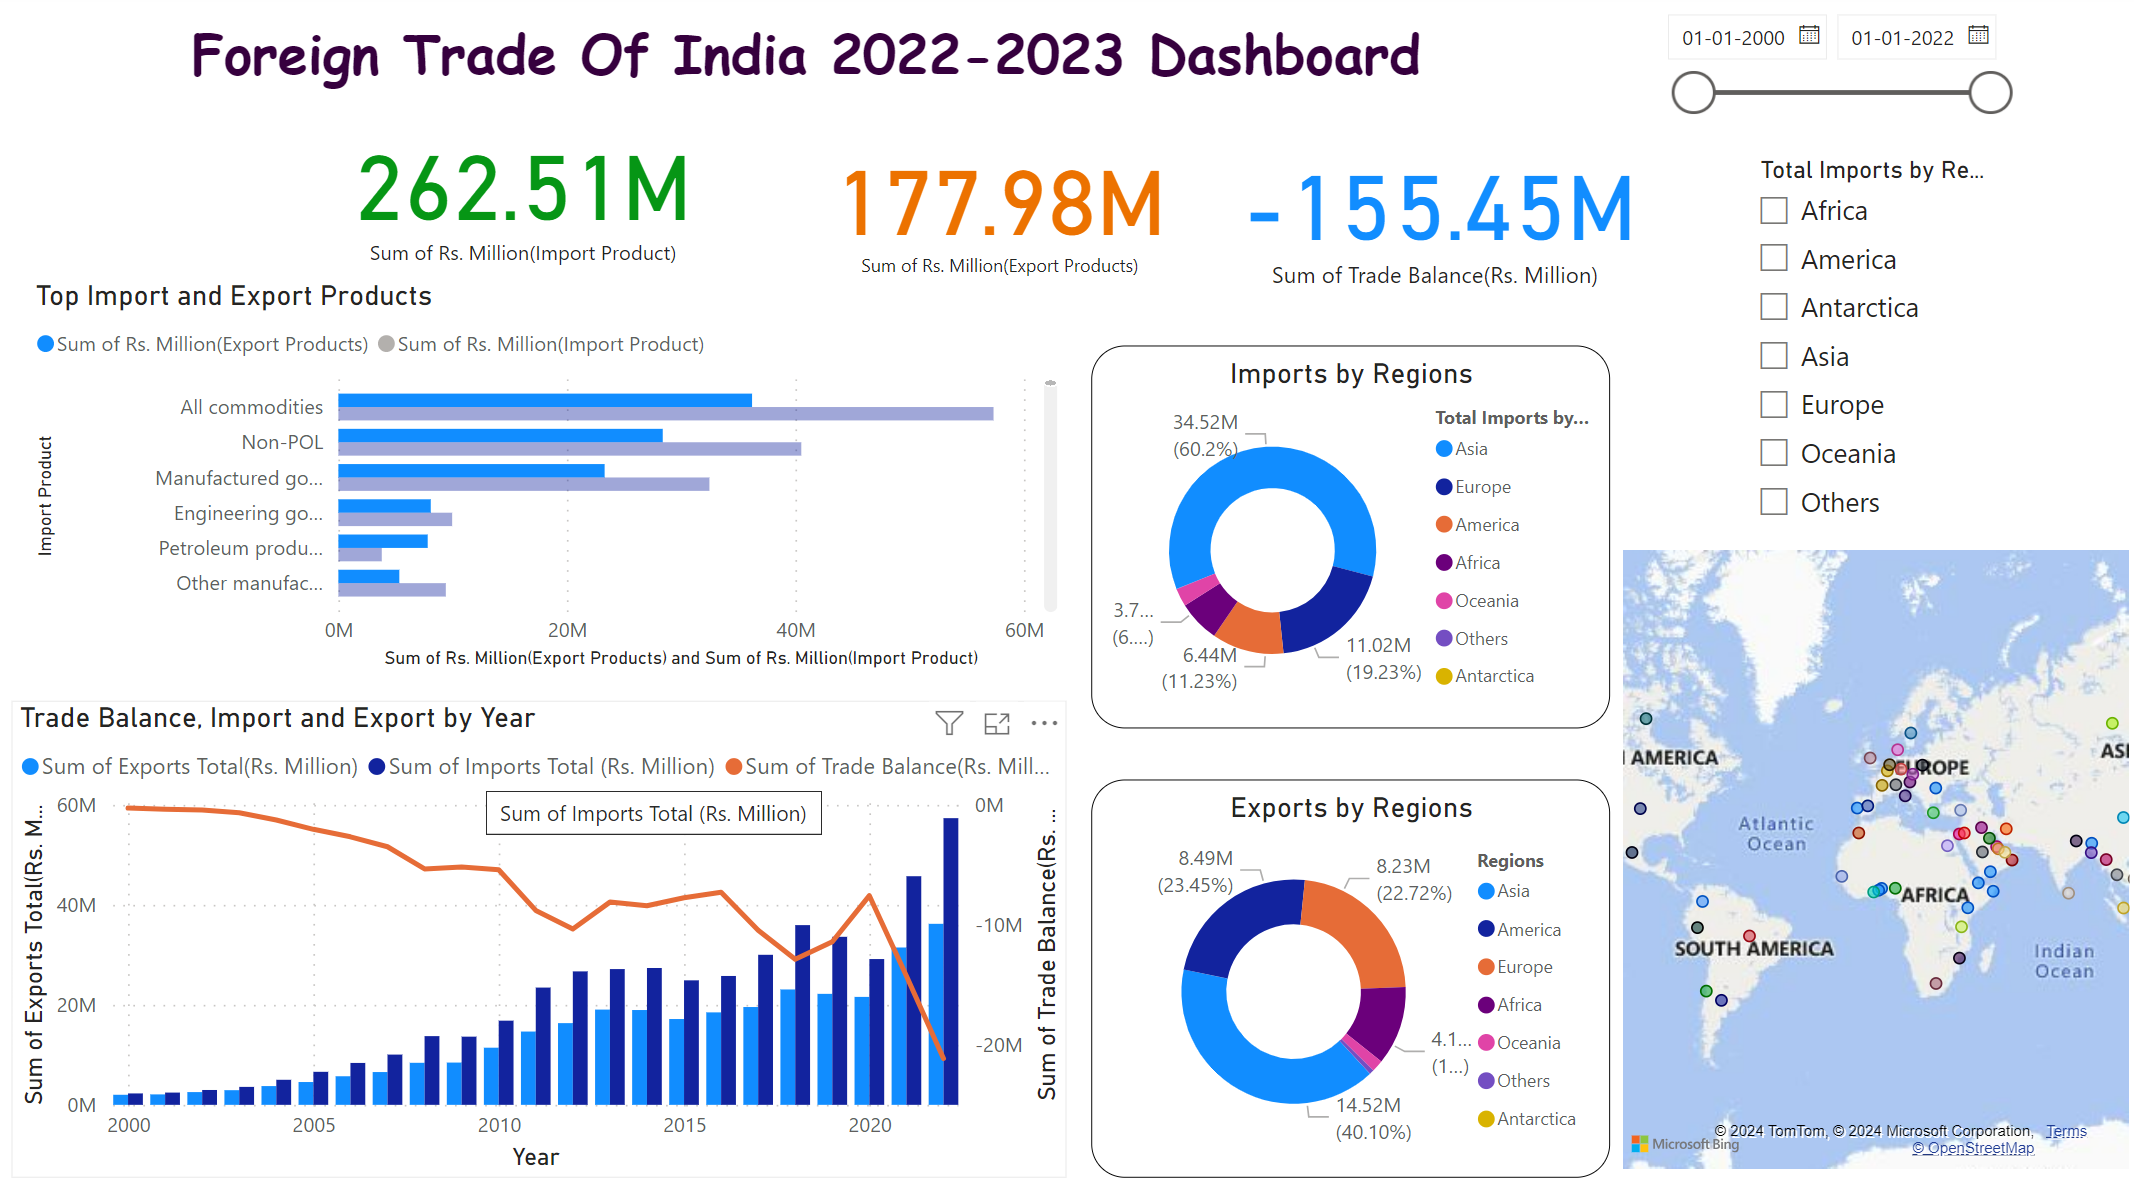 Foreign Trade Of India 2022-2023 Dashboard
01-01-2000
01-01-2022
262.51M
Sum of Rs. Million(Import Product)
177.98M
Sum of Rs. Million(Export Products)
-155.45M
Sum of Trade Balance(Rs. Million)
Total Imports by Re...
Africa
America
Antarctica
Asia
Europe
Oceania
Others
Top Import and Export Products
Sum of Rs. Million(Export Products)
Sum of Rs. Million(Import Product)
Import Product
All commodities
Non-POL
Manufactured go...
Engineering go...
Petroleum produ...
Other manufac...
0M
20M
40M
60M
Sum of Rs. Million(Export Products) and Sum of Rs. Million(Import Product)
Imports by Regions
34.52M
(60.2%)
3.7...
(6....)
6.44M
(11.23%)
11.02M
(19.23%)
Total Imports by...
Asia
Europe
America
Africa
Oceania
Others
Antarctica
Trade Balance, Import and Export by Year
Sum of Exports Total(Rs. Million)
Sum of Imports Total (Rs. Million)
Sum of Trade Balance(Rs. Mill...
Sum of Imports Total (Rs. Million)
Sum of Exports Total(Rs. M...
60M
40M
20M
0M
0M
-10M
-20M
Sum of Trade Balance(Rs. ...
2000
2005
2010
2015
2020
Year
Exports by Regions
8.49M
(23.45%)
8.23M
(22.72%)
4.1...
(1...)
14.52M
(40.10%)
Regions
Asia
America
Europe
Africa
Oceania
Others
Antarctica
AMERICA
EUROPE
ASI
Atlantic
Ocean
AFRICA
SOUTH AMERICA
Indian
Ocean
© 2024 TomTom, © 2024 Microsoft Corporation, Terms
Microsoft Bing
© OpenStreetMap